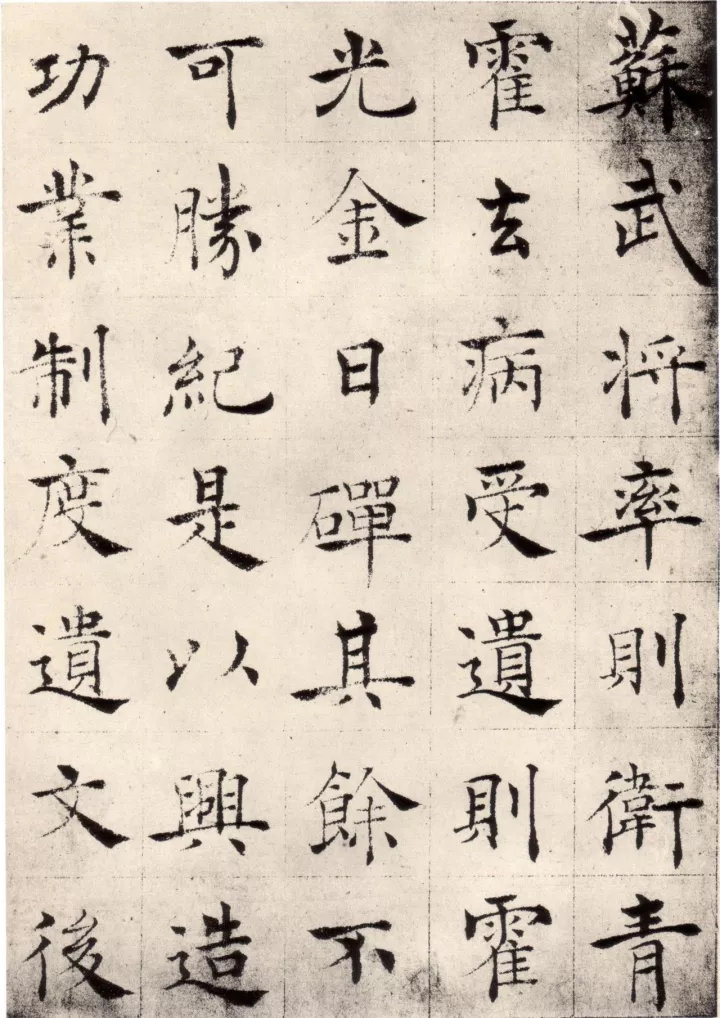 蘇武将率則衛青
霍去病受遺則霍
光金日磾其餘不
可勝紀是以興造
功業制度遺文後